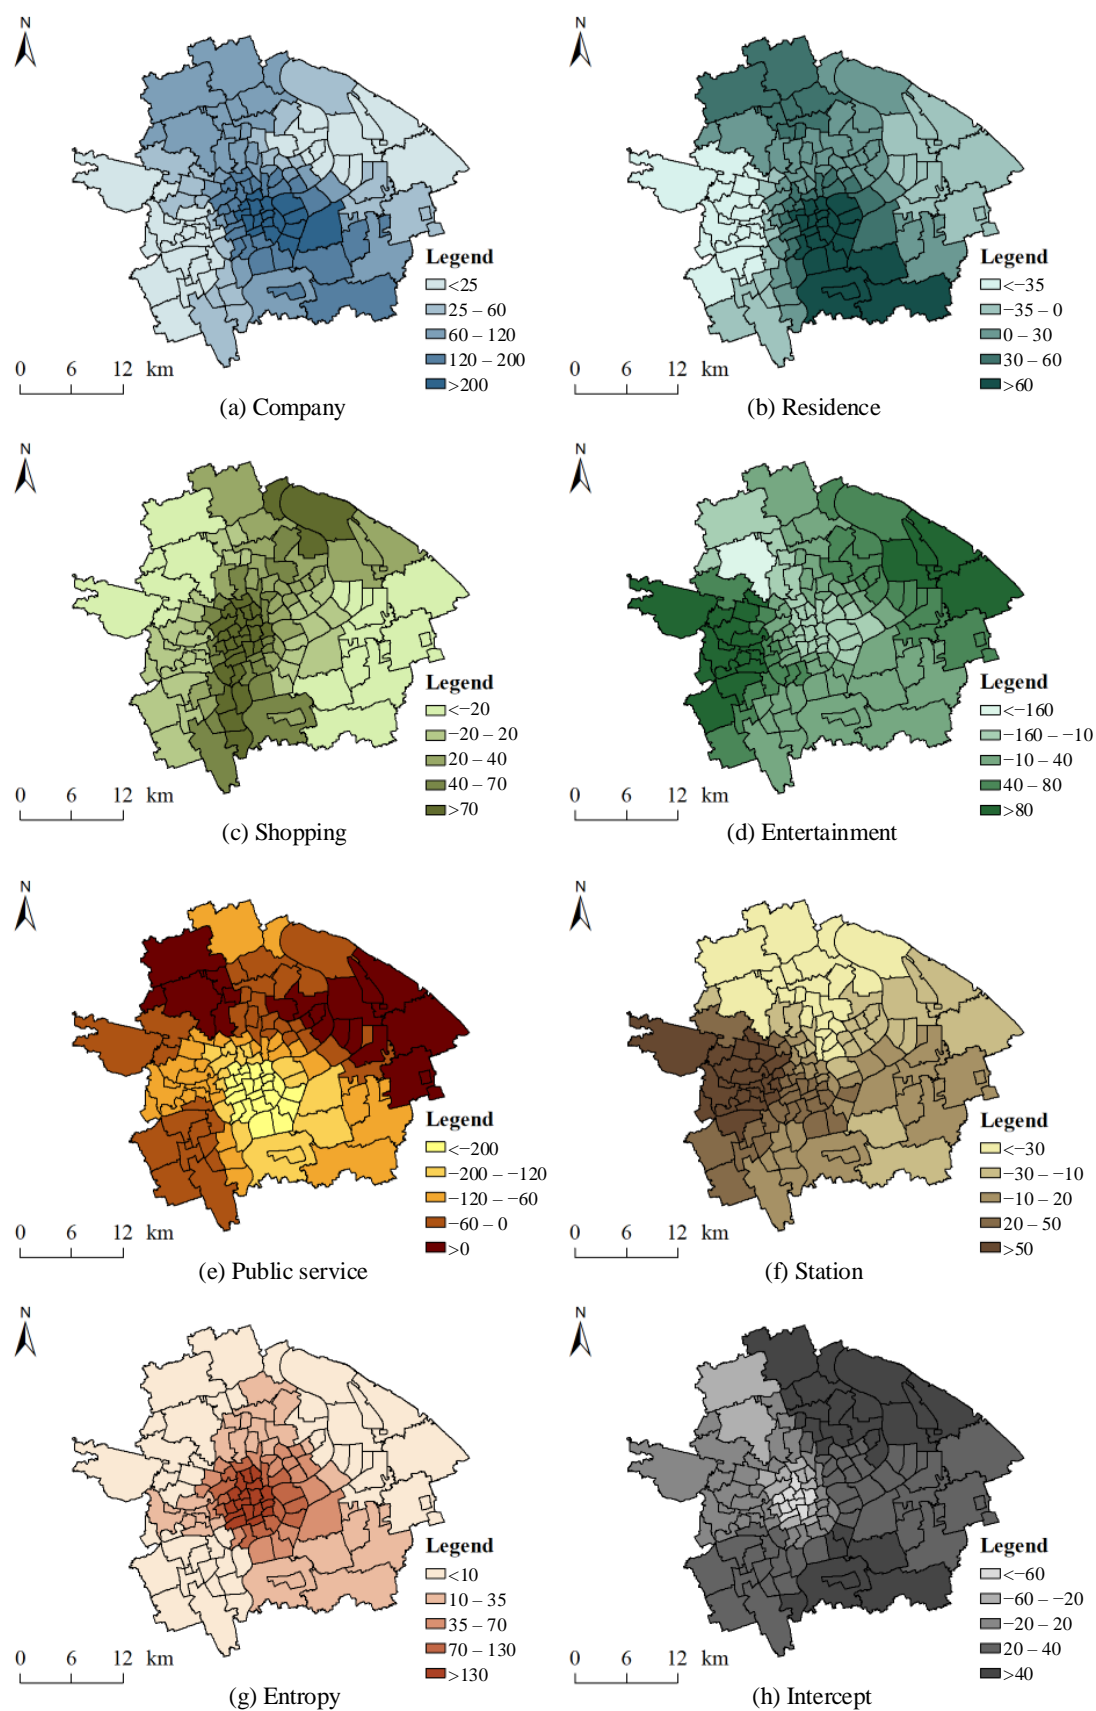 N
Legend
<25
25 – 60
60 – 120
120 – 200
>200
0 6 12 km
(a) Company
N
Legend
<−35
−35 – 0
0 – 30
30 – 60
>60
0 6 12 km
(b) Residence
N
Legend
<−20
−20 – 20
20 – 40
40 – 70
>70
0 6 12 km
(c) Shopping
N
Legend
<−160
−160 – −10
−10 – 40
40 – 80
>80
0 6 12 km
(d) Entertainment
N
Legend
<−200
−200 – −120
−120 – −60
−60 – 0
>0
0 6 12 km
(e) Public service
N
Legend
<−30
−30 – −10
−10 – 20
20 – 50
>50
0 6 12 km
(f) Station
N
Legend
<10
10 – 35
35 – 70
70 – 130
>130
0 6 12 km
(g) Entropy
N
Legend
<−60
−60 – −20
−20 – 20
20 – 40
>40
0 6 12 km
(h) Intercept